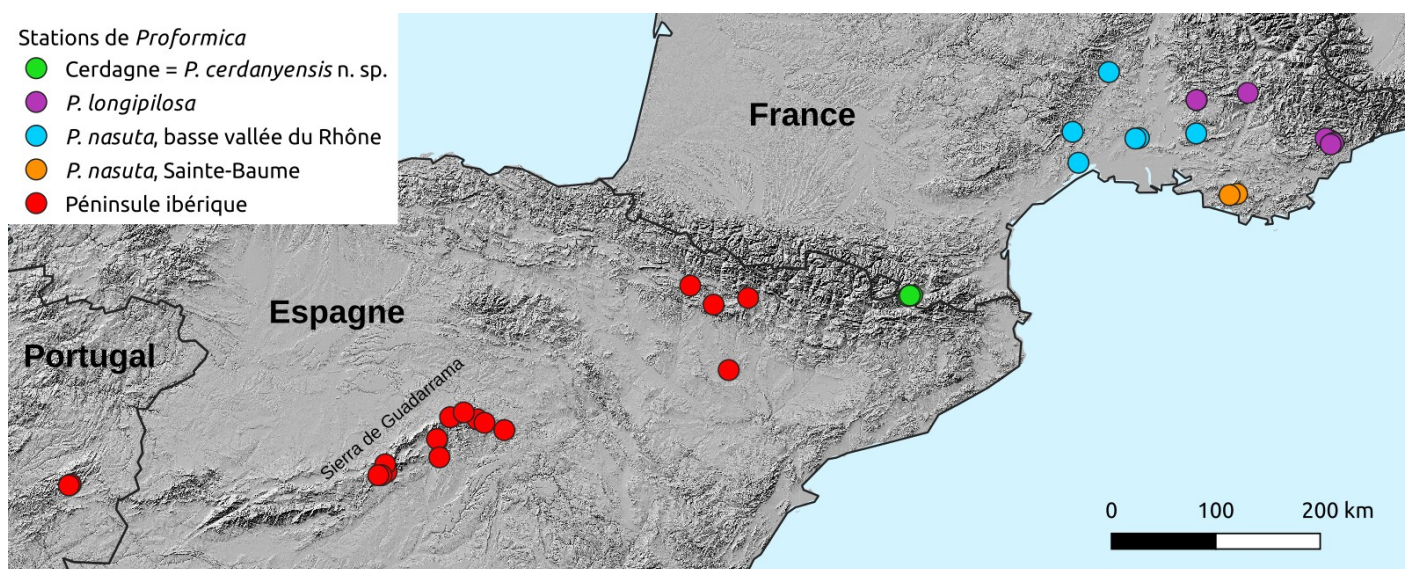 Stations de Proformica
Cerdagne = P. cerdanyensis n. sp.
P. longipilosa
P. nasuta, basse vallée du Rhône
P. nasuta, Sainte-Baume
Péninsule ibérique
France
Espagne
Portugal
Sierra de Guadarrama
0 100 200 km